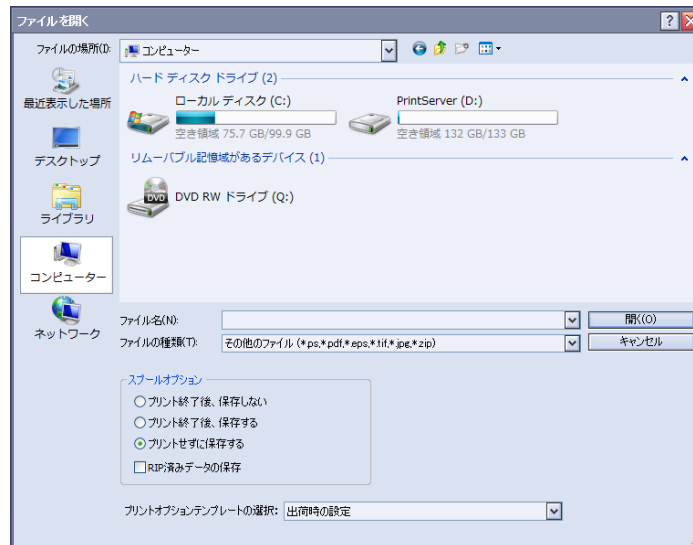 ファイルを開く
ファイルの場所(I):
コンピューター
最近表示した場所
デスクトップ
ライブラリ
コンピューター
ネットワーク
ハード ディスク ドライブ (2)
ローカル ディスク (C:)
空き領域 75.7 GB/99.9 GB
PrintServer (D:)
空き領域 132 GB/133 GB
リムーバブル記憶域があるデバイス (1)
DVD
DVD RW ドライブ (Q:)
ファイル名(N):
開く(O)
ファイルの種類(T):
その他のファイル (*ps,*pdf,*eps,*.tif,*.jpg,*zip)
キャンセル
スプールオプション
プリント終了後、保存しない
プリント終了後、保存する
プリントせずに保存する
RIP済みデータの保存
プリントオプションテンプレートの選択:
出荷時の設定